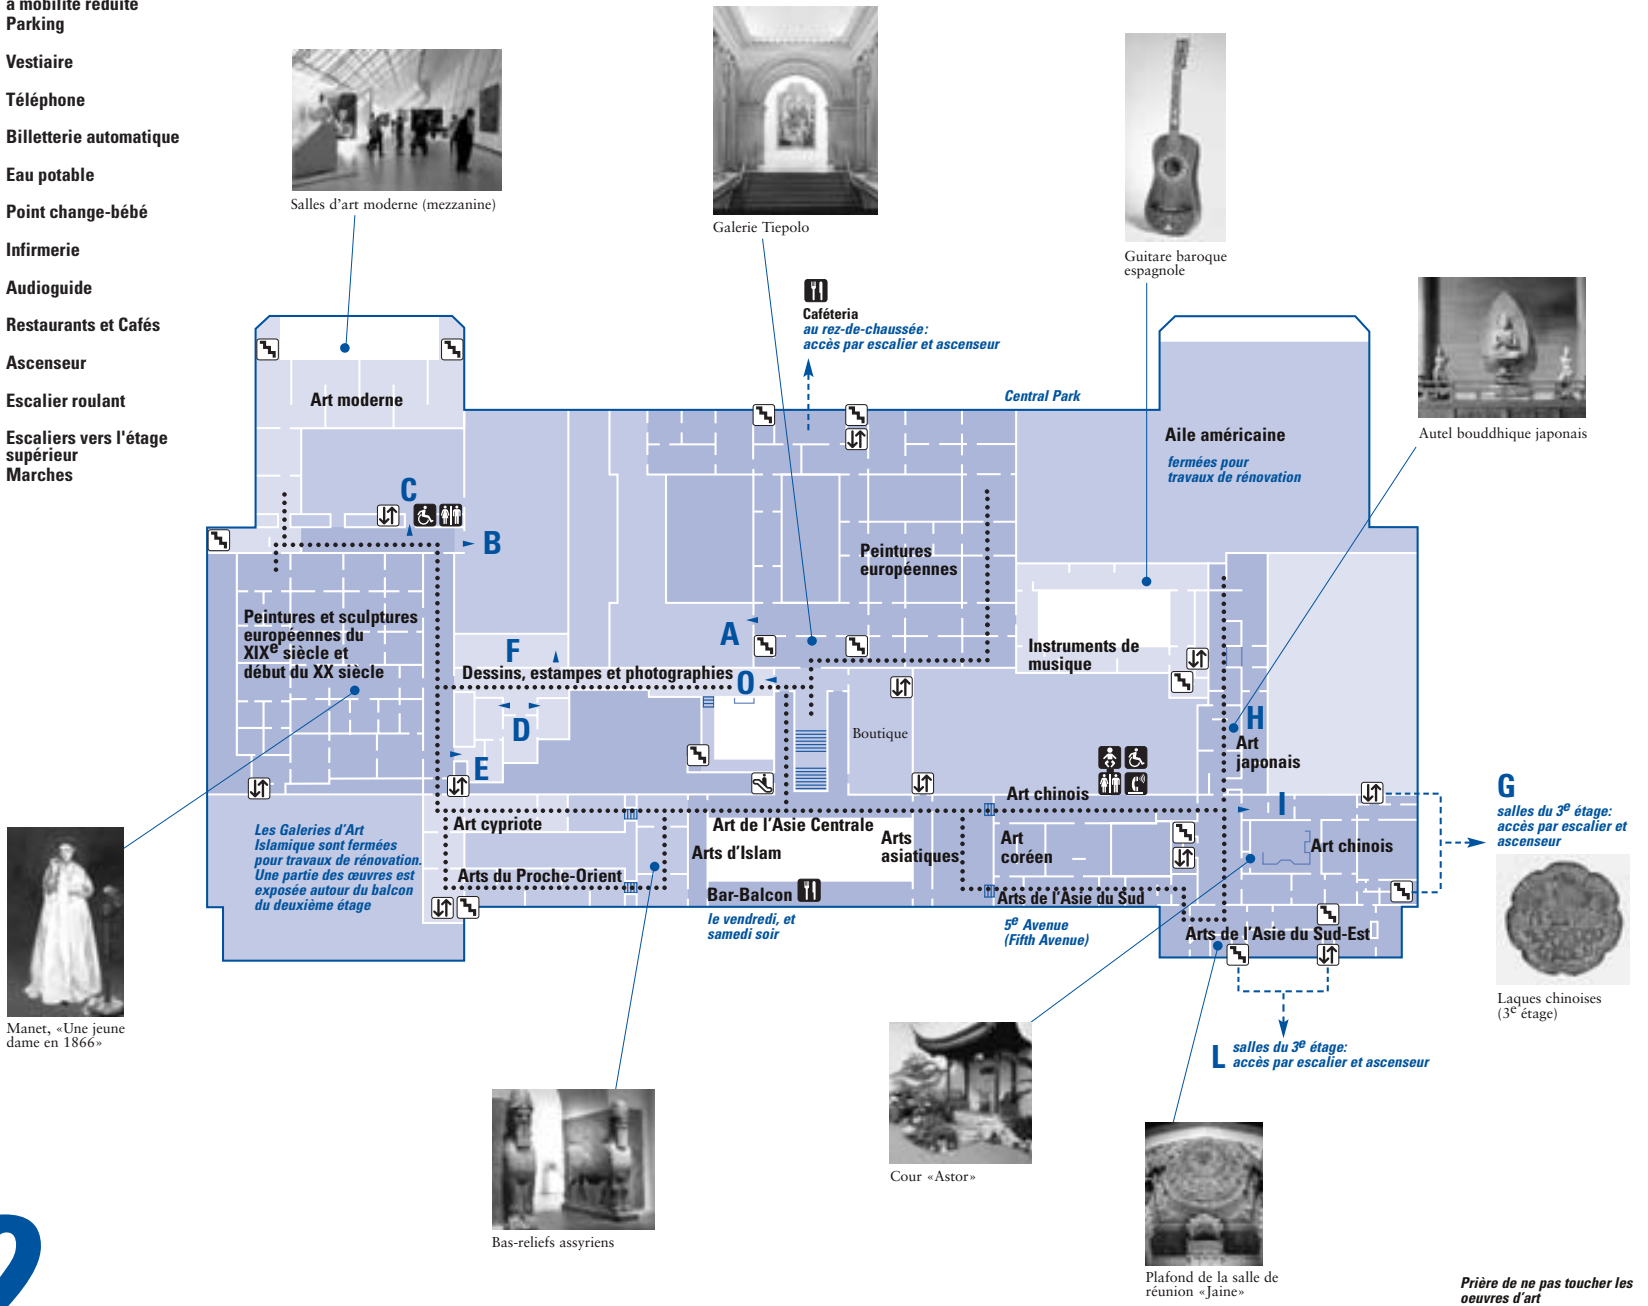 à mobilité réduite
Parking
Vestiaire
Téléphone
Billetterie automatique
Eau potable
Point change-bébé
Infirmerie
Audioguide
Restaurants et Cafés
Ascenseur
Escalier roulant
Escaliers vers l'étage
supérieur
Marches
Salles d'art moderne (mezzanine)
Galerie Tiepolo
Guitare baroque
espagnole
Autel bouddhique japonais
Caféteria
au rez-de-chaussée:
accès par escalier et ascenseur
Central Park
Art moderne
Aile américaine
fermées pour
travaux de rénovation
C
B
Peintures
européennes
Peintures et sculptures
européennes du
XIXe siècle et
début du XX siècle
A
F
Dessins, estampes et photographies
O
Instruments de
musique
D
E
Boutique
H
Art
japonais
Art chinois
I
G
salles du 3e étage:
accès par escalier et
ascenseur
Les Galeries d'Art
Islamique sont fermées
pour travaux de rénovation.
Une partie des œuvres est
exposée autour du balcon
du deuxième étage
Art cypriote
Arts du Proche-Orient
Art de l'Asie Centrale
Arts d'Islam
Arts
asiatiques
Art
coréen
Art chinois
Bar-Balcon
le vendredi, et
samedi soir
Arts de l'Asie du Sud
5e Avenue
(Fifth Avenue)
Arts de l'Asie du Sud-Est
Laques chinoises
(3e étage)
L
salles du 3e étage:
accès par escalier et ascenseur
Manet, «Une jeune
dame en 1866»
Cour «Astor»
Bas-reliefs assyriens
Plafond de la salle de
réunion «Jaine»
2
Prière de ne pas toucher les
oeuvres d'art